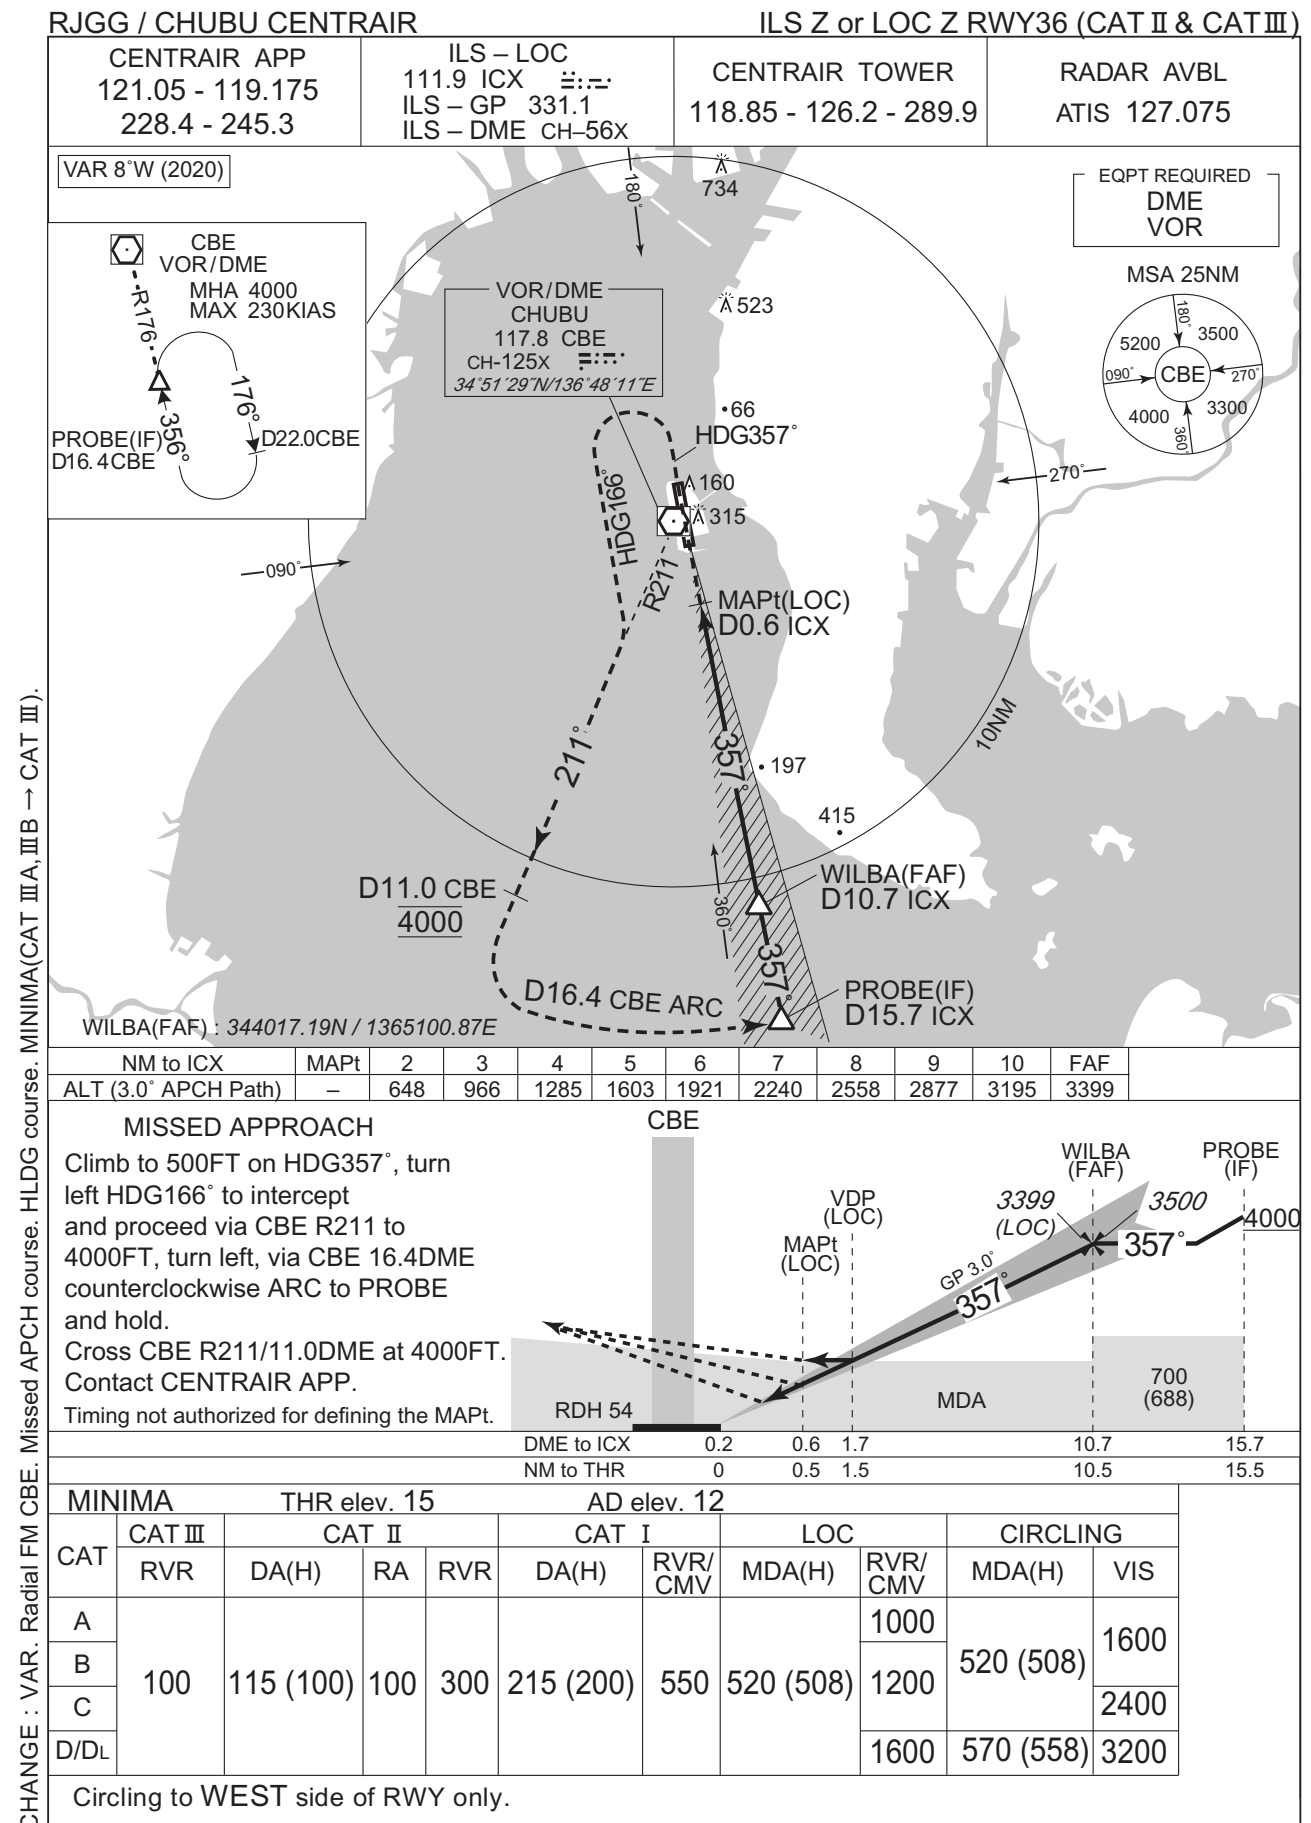 RJGG / CHUBU CENTRAIR
ILS Z or LOC Z RWY36 (CAT Ⅱ & CAT Ⅲ)
CENTRAIR APP
121.05 - 119.175
228.4 - 245.3
ILS – LOC
111.9 ICX
ILS – GP 331.1
ILS – DME CH–56X
CENTRAIR TOWER
118.85 - 126.2 - 289.9
RADAR AVBL
ATIS 127.075
VAR 8˚W (2020)
EQPT REQUIRED
DME
VOR
MSA 25NM
180˚
3500
5200
090˚
CBE
270˚
4000
3300
360˚
CBE
VOR/DME
MHA 4000
MAX 230KIAS
R176
176°
356°
PROBE(IF)
D16.4CBE
D22.0CBE
180˚
734
VOR/DME
CHUBU
117.8 CBE
CH-125X
34˚51´29˝N/136˚48´11˝E
523
66
HDG357˚
160
315
HDG166˚
R211
270˚
090˚
MAPt(LOC)
D0.6 ICX
10NM
211˚
357˚
197
415
WILBA(FAF)
D10.7 ICX
D11.0 CBE
4000
360˚
357˚
D16.4 CBE ARC
PROBE(IF)
D15.7 ICX
WILBA(FAF) : 344017.19N / 1365100.87E
NM to ICX MAPt 2 3 4 5 6 7 8 9 10 FAF
ALT (3.0˚ APCH Path) – 648 966 1285 1603 1921 2240 2558 2877 3195 3399
MISSED APPROACH
Climb to 500FT on HDG357˚, turn
left HDG166˚ to intercept
and proceed via CBE R211 to
4000FT, turn left, via CBE 16.4DME
counterclockwise ARC to PROBE
and hold.
Cross CBE R211/11.0DME at 4000FT.
Contact CENTRAIR APP.
Timing not authorized for defining the MAPt.
CBE
WILBA
(FAF)
PROBE
(IF)
VDP
(LOC)
MAPt
(LOC)
3399
(LOC)
3500
4000
357˚
GP 3.0˚
357˚
RDH 54
MDA
700
(688)
DME to ICX 0.2 0.6 1.7 10.7 15.7
NM to THR 0 0.5 1.5 10.5 15.5
MINIMA THR elev. 15 AD elev. 12
CAT CAT Ⅲ CAT Ⅱ CAT Ⅰ LOC CIRCLING
RVR DA(H) RA RVR DA(H) RVR/CMV MDA(H) RVR/CMV MDA(H) VIS
A
B
C
D/DL
100 115 (100) 100 300 215 (200) 550 520 (508)
1000
1200
1600
520 (508)
570 (558)
1600
2400
3200
Circling to WEST side of RWY only.
CHANGE : VAR. Radial FM CBE. Missed APCH course. HLDG course. MINIMA(CAT ⅢA,ⅢB → CAT Ⅲ).